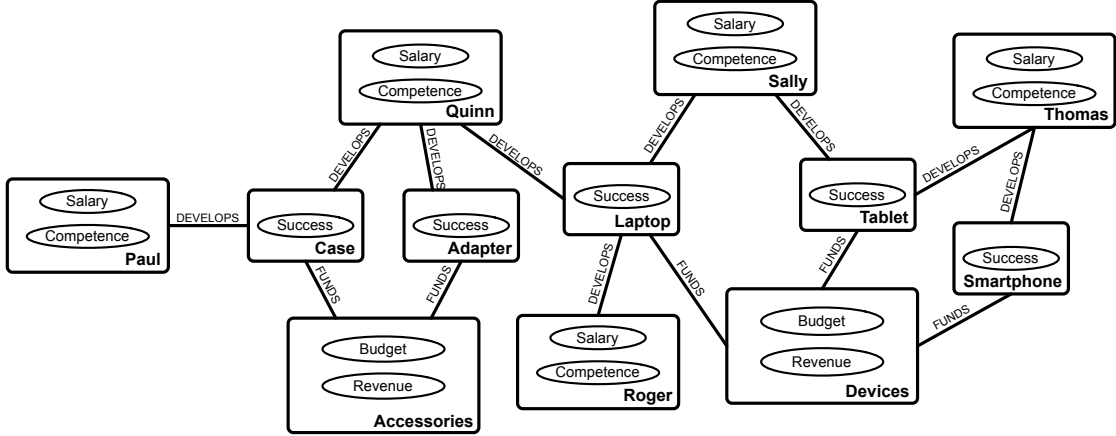 Salary
Competence
Quinn
Salary
Competence
Sally
Salary
Competence
Thomas
DEVELOPS
DEVELOPS
DEVELOPS
DEVELOPS
DEVELOPS
DEVELOPS
DEVELOPS
Salary
Competence
Paul
DEVELOPS
Success
Case
Success
Adapter
Success
Laptop
Success
Tablet
Success
Smartphone
FUNDS
FUNDS
DEVELOPS
FUNDS
FUNDS
FUNDS
Budget
Revenue
Accessories
Salary
Competence
Roger
Budget
Revenue
Devices